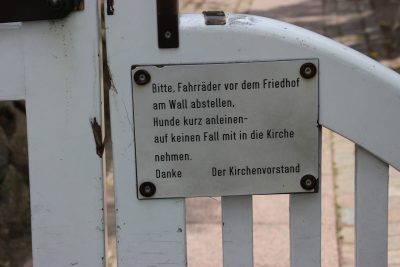 Bitte, Fahrräder vor dem Friedhof
am Wall abstellen,
Hunde kurz anleinen-
auf keinen Fall mit in die Kirche
nehmen.
Danke Der Kirchenvorstand